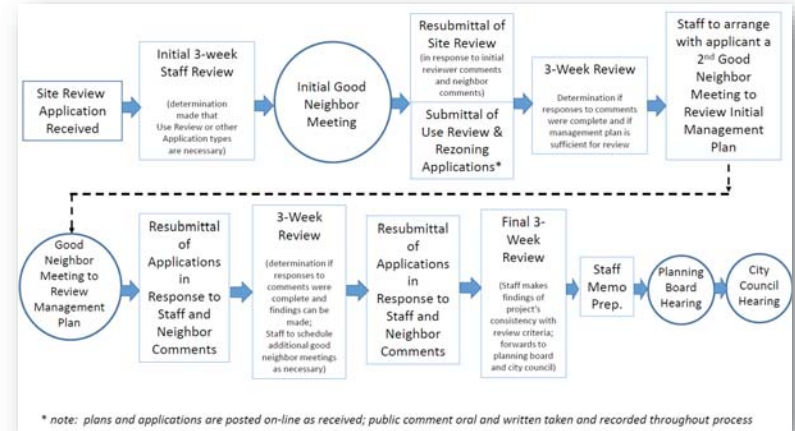 Site Review
Application
Received
Initial 3-week
Staff Review
(determination
made that
Use Review or other
Application types
are necessary)
Initial Good
Neighbor
Meeting
Resubmittal of
Site Review
(in response to initial
reviewer comments
and neighbor
comments)
Submittal of
Use Review &
Rezoning
Applications*
3-Week Review
Determination if
responses to comments
were complete and if
management plan is
sufficient for review
Staff to arrange
with applicant a
2nd Good
Neighbor
Meeting to
Review Initial
Management
Plan
Good
Neighbor
Meeting to
Review
Management
Plan
Resubmittal
of
Applications
in
Response to
Staff and
Neighbor
Comments
3-Week
Review
(determination if
responses to
comments were
complete and
findings can be
made;
Staff to schedule
additional good
neighbor meetings
as necessary)
Resubmittal
of
Applications
in
Response to
Staff and
Neighbor
Comments
Final 3-
Week
Review
(Staff makes
findings of
project's
consistency with
review criteria;
forwards to
planning board
and city council)
Staff
Memo
Prep.
Planning
Board
Hearing
City
Council
Hearing
* note: plans and applications are posted on-line as received; public comment oral and written taken and recorded throughout process